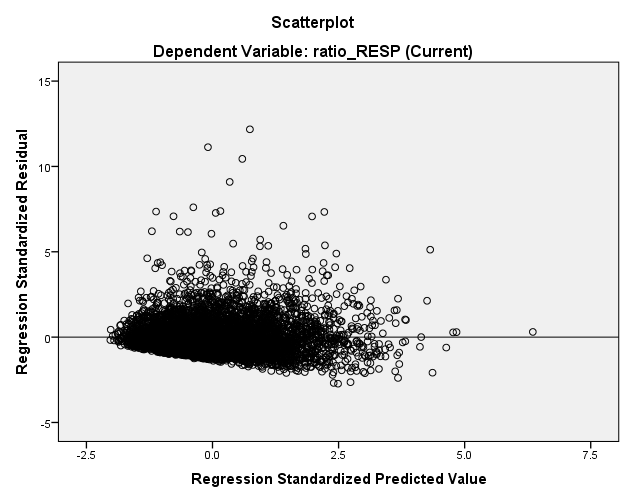 Scatterplot
Dependent Variable: ratio_RESP (Current)
Regression Standardized Residual
15
10
5
0
-5
-2.5 0.0 2.5 5.0 7.5
Regression Standardized Predicted Value